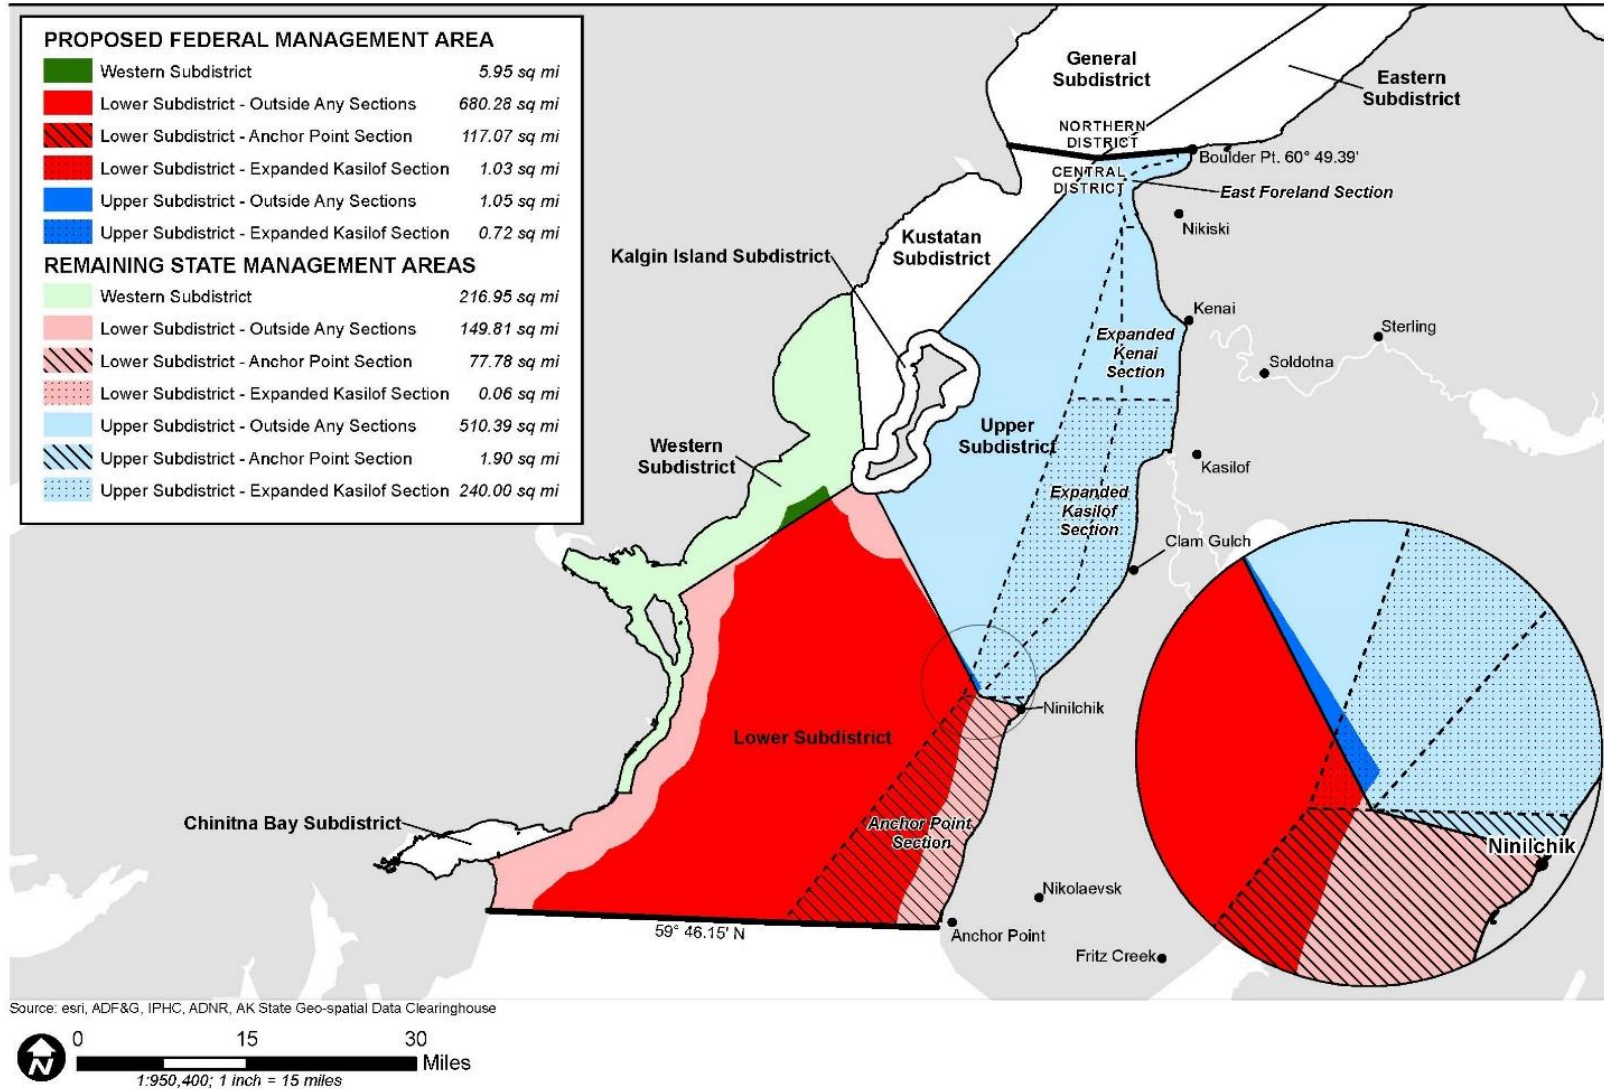 PROPOSED FEDERAL MANAGEMENT AREA
Western Subdistrict 5.95 sq mi
Lower Subdistrict - Outside Any Sections 680.28 sq mi
Lower Subdistrict - Anchor Point Section 117.07 sq mi
Lower Subdistrict - Expanded Kasilof Section 1.03 sq mi
Upper Subdistrict - Outside Any Sections 1.05 sq mi
Upper Subdistrict - Expanded Kasilof Section 0.72 sq mi
REMAINING STATE MANAGEMENT AREAS
Western Subdistrict 216.95 sq mi
Lower Subdistrict - Outside Any Sections 149.81 sq mi
Lower Subdistrict - Anchor Point Section 77.78 sq mi
Lower Subdistrict - Expanded Kasilof Section 0.06 sq mi
Upper Subdistrict - Outside Any Sections 510.39 sq mi
Upper Subdistrict - Anchor Point Section 1.90 sq mi
Upper Subdistrict - Expanded Kasilof Section 240.00 sq mi
General
Subdistrict
Eastern
Subdistrict
NORTHERN
DISTRICT
Boulder Pt. 60° 49.39'
CENTRAL
DISTRICT
East Foreland Section
Nikiski
Kustatan
Subdistrict
Kalgin Island Subdistrict
Kenai
Sterling
Expanded
Kenai
Section
Soldotna
Upper
Subdistrict
Western
Subdistrict
Kasilof
Expanded
Kasilof
Section
Clam Gulch
Ninilchik
Lower Subdistrict
Chinitna Bay Subdistrict
Anchor Point
Section
Ninilchik
Nikolaevsk
59° 46.15' N
Anchor Point
Fritz Creek
Source: esri, ADF&G, IPHC, ADNR, AK State Geo-spatial Data Clearinghouse
N
0 15 30
Miles
1:950,400; 1 inch = 15 miles